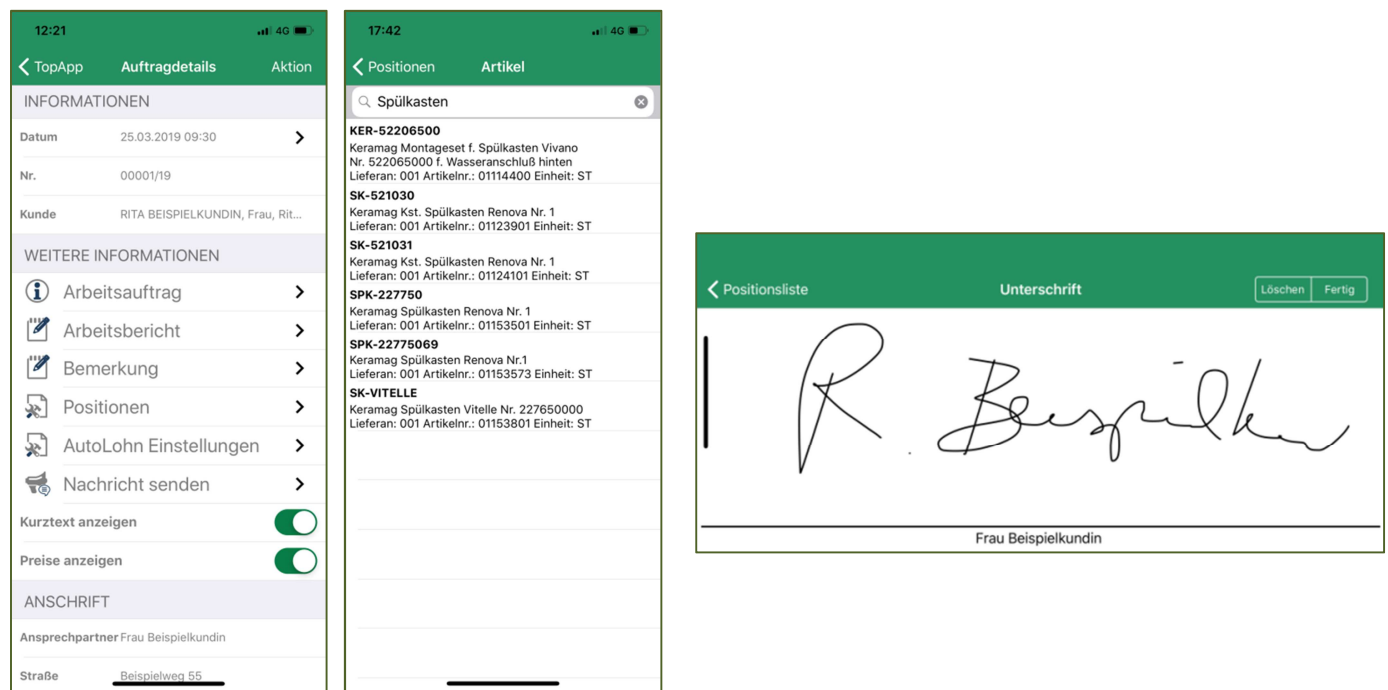 12:21
4G
TopApp
Auftragdetails
Aktion
INFORMATIONEN
Datum 25.03.2019 09:30
Nr. 00001/19
Kunde RITA BEISPIELKUNDIN, Frau, Rit...
WEITERE INFORMATIONEN
Arbeitsauftrag
Arbeitsbericht
Bemerkung
Positionen
AutoLohn Einstellungen
Nachricht senden
Kurztext anzeigen
Preise anzeigen
ANSCHRIFT
Ansprechpartner Frau Beispielkundin
Straße Beispielweg 55
17:42
4G
Positionen
Artikel
Spülkasten
KER-52206500
Keramag Montageset f. Spülkasten Vivano
Nr. 522065000 f. Wasseranschluß hinten
Lieferan: 001 Artikelnr.: 01114400 Einheit: ST
SK-521030
Keramag Kst. Spülkasten Renova Nr. 1
Lieferan: 001 Artikelnr.: 01123901 Einheit: ST
SK-521031
Keramag Kst. Spülkasten Renova Nr. 1
Lieferan: 001 Artikelnr.: 01124101 Einheit: ST
SPK-227750
Keramag Spülkasten Renova Nr. 1
Lieferan: 001 Artikelnr.: 01153501 Einheit: ST
SPK-22775069
Keramag Spülkasten Renova Nr.1
Lieferan: 001 Artikelnr.: 01153573 Einheit: ST
SK-VITELLE
Keramag Spülkasten Vitelle Nr. 227650000
Lieferan: 001 Artikelnr.: 01153801 Einheit: ST
Positionsliste
Unterschrift
Löschen
Fertig
R.
Frau Beispielkundin